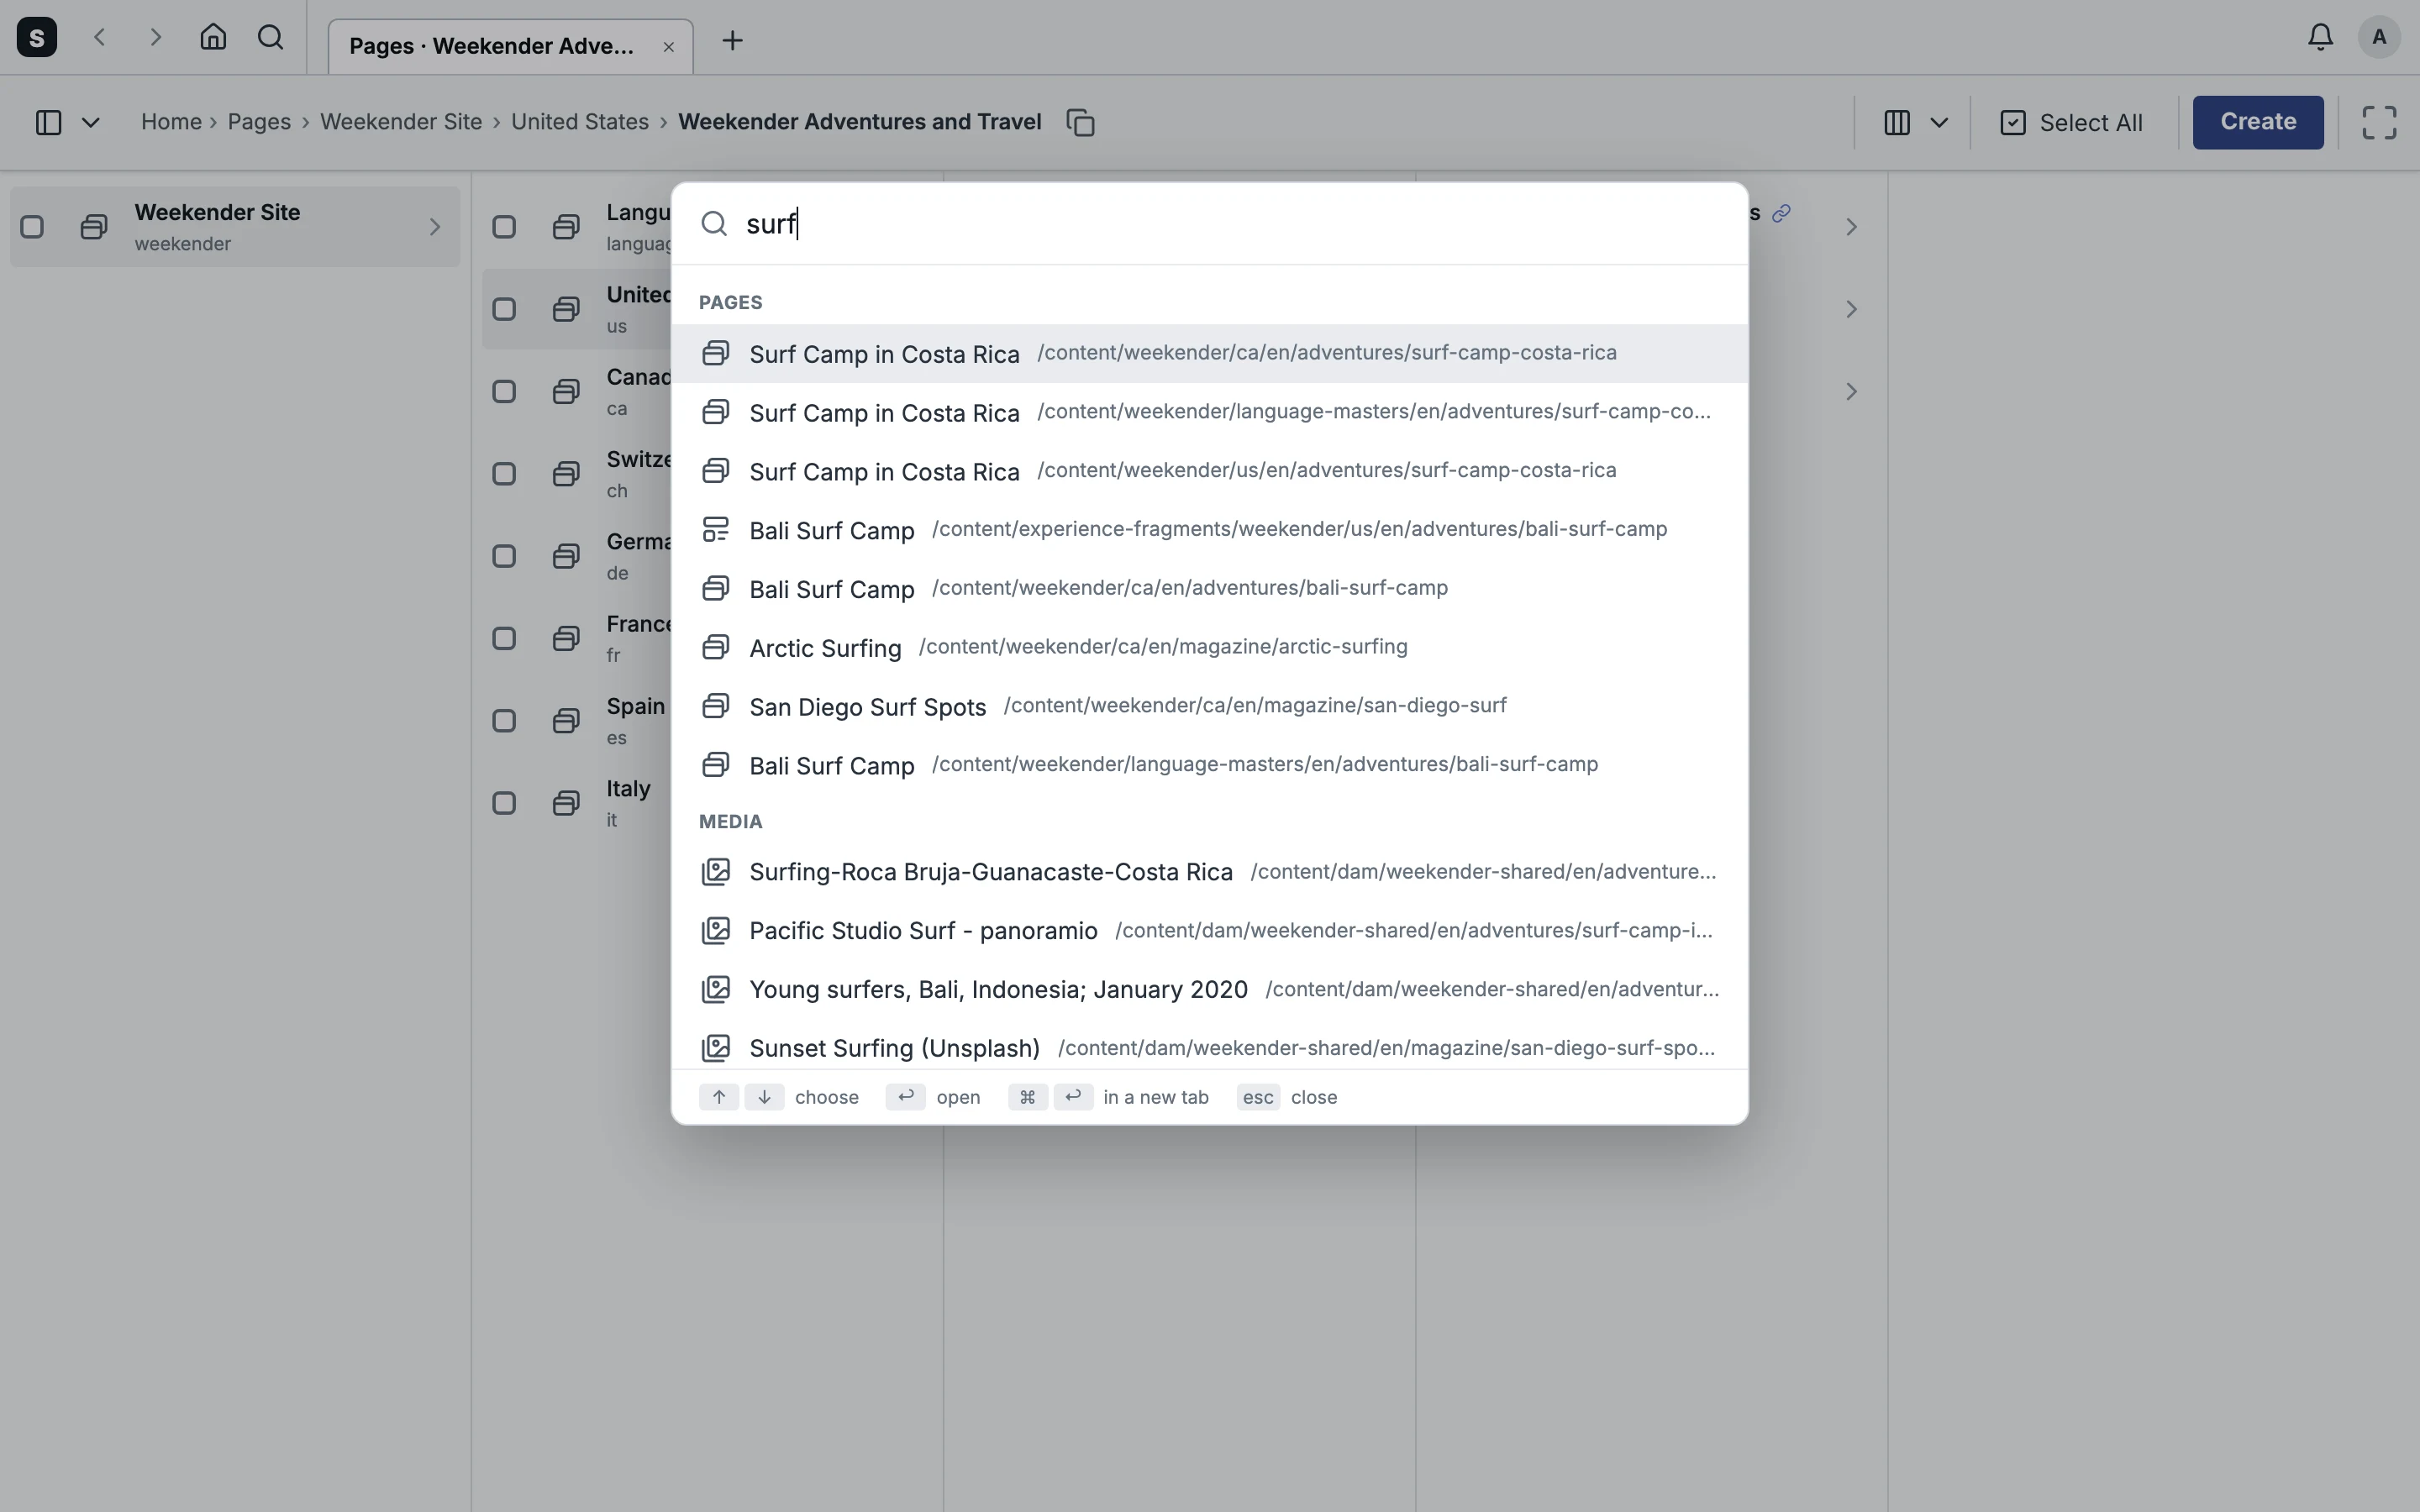 S
Pages · Weekender Adve...
A
Home › Pages › Weekender Site › United States › Weekender Adventures and Travel
Select All
Create
Weekender Site
weekender
Langu
languag
United
us
Canad
ca
Switze
ch
Germa
de
France
fr
Spain
es
Italy
it
s
surf
PAGES
Surf Camp in Costa Rica /content/weekender/ca/en/adventures/surf-camp-costa-rica
Surf Camp in Costa Rica /content/weekender/language-masters/en/adventures/surf-camp-co...
Surf Camp in Costa Rica /content/weekender/us/en/adventures/surf-camp-costa-rica
Bali Surf Camp /content/experience-fragments/weekender/us/en/adventures/bali-surf-camp
Bali Surf Camp /content/weekender/ca/en/adventures/bali-surf-camp
Arctic Surfing /content/weekender/ca/en/magazine/arctic-surfing
San Diego Surf Spots /content/weekender/ca/en/magazine/san-diego-surf
Bali Surf Camp /content/weekender/language-masters/en/adventures/bali-surf-camp
MEDIA
Surfing-Roca Bruja-Guanacaste-Costa Rica /content/dam/weekender-shared/en/adventure...
Pacific Studio Surf - panoramio /content/dam/weekender-shared/en/adventures/surf-camp-i...
Young surfers, Bali, Indonesia; January 2020 /content/dam/weekender-shared/en/adventur...
Sunset Surfing (Unsplash) /content/dam/weekender-shared/en/magazine/san-diego-surf-spo...
↑ ↓ choose ↩ open ⌘ ↩ in a new tab esc close